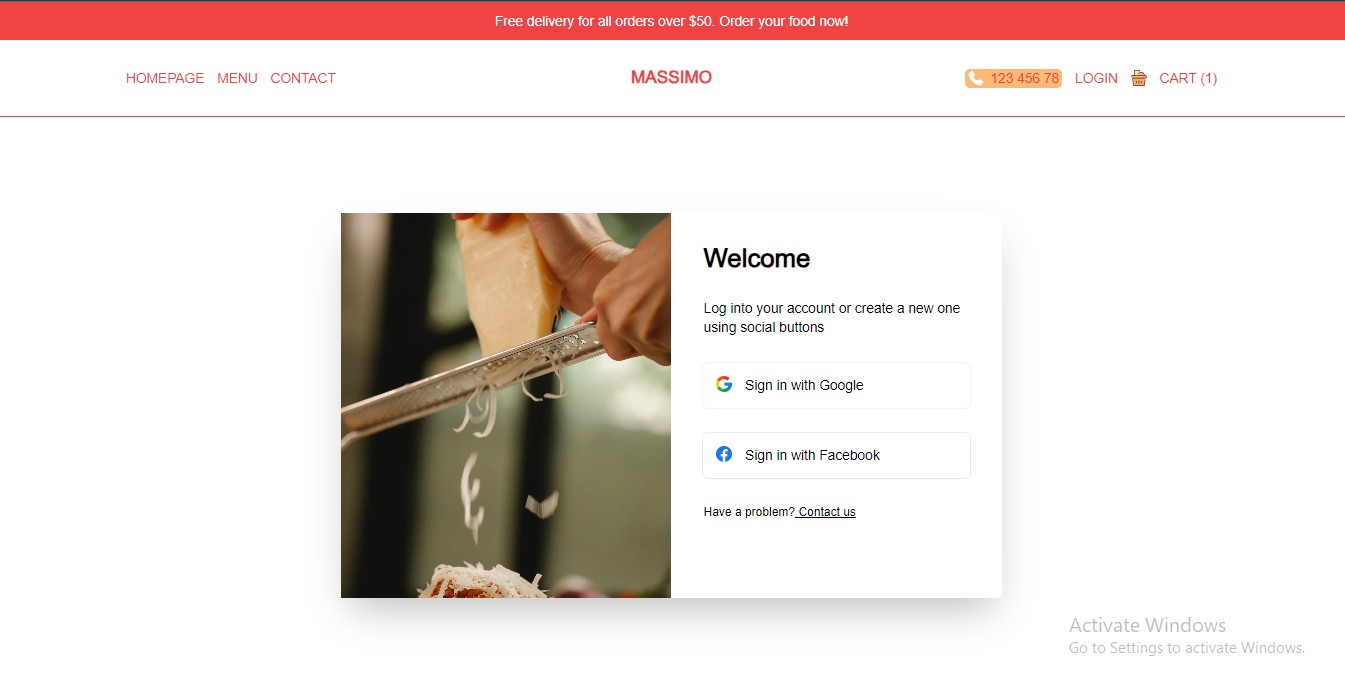 Free delivery for all orders over $50. Order your food now!
HOMEPAGE MENU CONTACT MASSIMO 123 456 78 LOGIN CART (1)
Welcome
Log into your account or create a new one
using social buttons
Sign in with Google
Sign in with Facebook
Have a problem? Contact us
Activate Windows
Go to Settings to activate Windows.